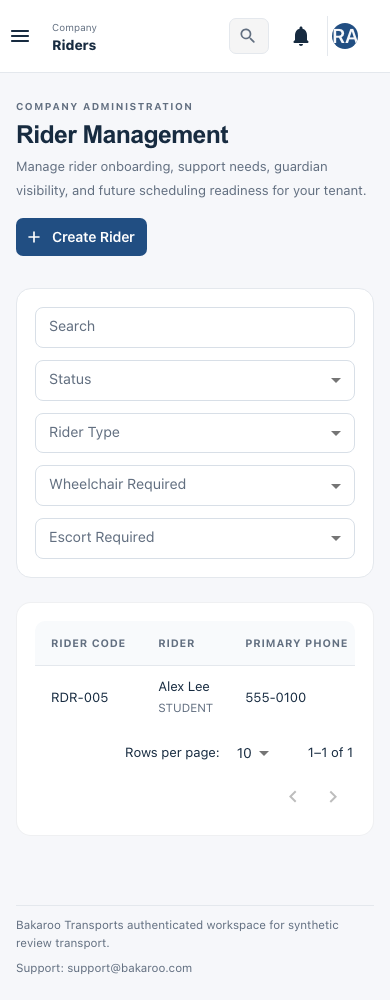 Company
Riders
RA
COMPANY ADMINISTRATION
Rider Management
Manage rider onboarding, support needs, guardian
visibility, and future scheduling readiness for your tenant.
+ Create Rider
Search
Status
Rider Type
Wheelchair Required
Escort Required
RIDER CODE RIDER PRIMARY PHONE
RDR-005 Alex Lee 555-0100
STUDENT
Rows per page: 10 1–1 of 1
Bakaroo Transports authenticated workspace for synthetic
review transport.
Support: support@bakaroo.com